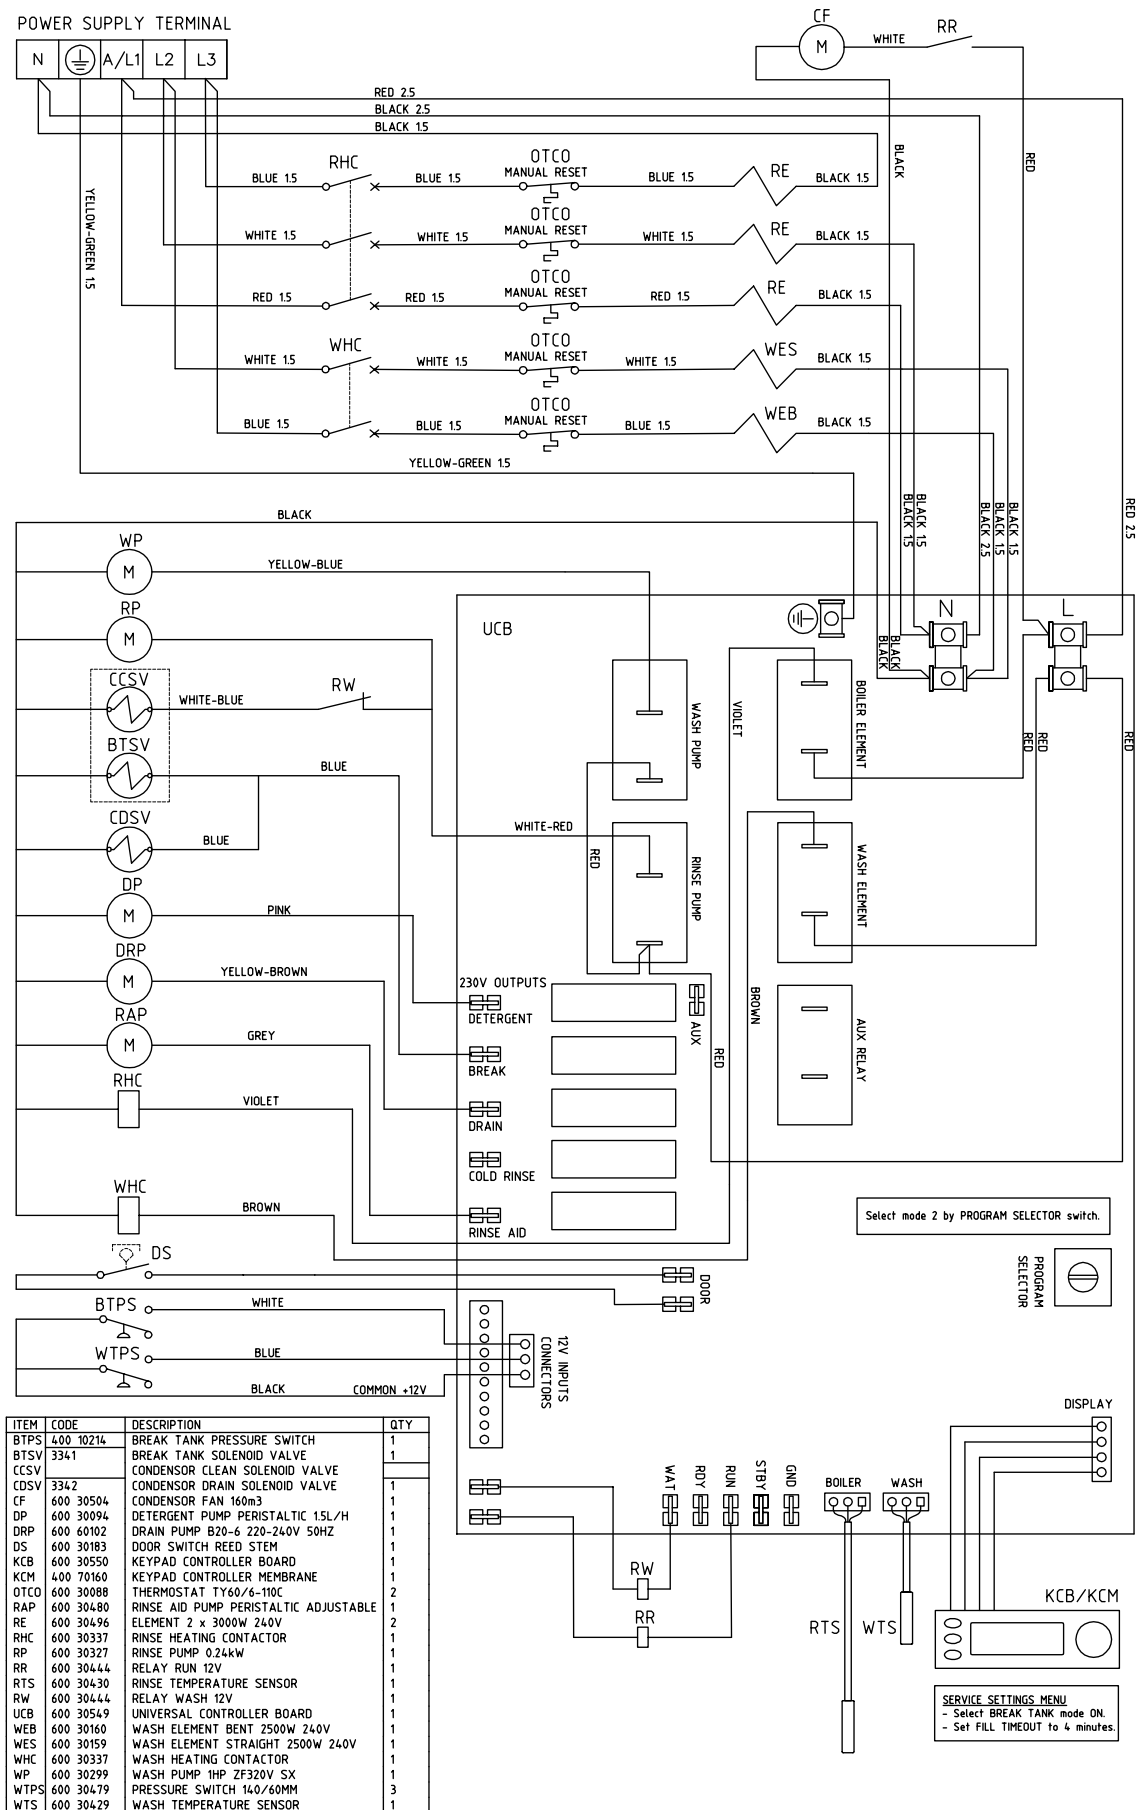 POWER SUPPLY TERMINAL
N A/L1 L2 L3
CF
M
WHITE
RR
RED 2.5
BLACK 2.5
BLACK 1.5
BLACK
RED
YELLOW-GREEN 1.5
BLUE 1.5 RHC BLUE 1.5 OTCO MANUAL RESET BLUE 1.5 RE BLACK 1.5
WHITE 1.5 WHITE 1.5 OTCO MANUAL RESET WHITE 1.5 RE BLACK 1.5
RED 1.5 RED 1.5 OTCO MANUAL RESET RED 1.5 RE BLACK 1.5
WHITE 1.5 WHC WHITE 1.5 OTCO MANUAL RESET WHITE 1.5 WES BLACK 1.5
BLUE 1.5 BLUE 1.5 OTCO MANUAL RESET BLUE 1.5 WEB BLACK 1.5
YELLOW-GREEN 1.5
BLACK 1.5
BLACK 1.5
BLACK 2.5
BLACK 1.5
BLACK 1.5
RED 2.5
BLACK
WP
M
YELLOW-BLUE
RP
M
UCB
N
L
BLACK
BLACK
CCSV
WHITE-BLUE
RW
WASH PUMP
VIOLET
BOILER ELEMENT
RED
RED
RED
BTSV
BLUE
CDSV
BLUE
WHITE-RED
RED
RINSE PUMP
WASH ELEMENT
DP
M
PINK
DRP
M
YELLOW-BROWN
230V OUTPUTS
DETERGENT
AUX
BROWN
RED
AUX RELAY
RAP
M
GREY
BREAK
RHC
VIOLET
DRAIN
COLD RINSE
WHC
BROWN
RINSE AID
Select mode 2 by PROGRAM SELECTOR switch.
PROGRAM
SELECTOR
DS
DOOR
BTPS
WHITE
WTPS
BLUE
BLACK
COMMON +12V
12V INPUTS
CONNECTORS
DISPLAY
WAT RDY RUN STBY GND
BOILER WASH
RW
RR
RTS WTS
KCB/KCM
SERVICE SETTINGS MENU
- Select BREAK TANK mode ON.
- Set FILL TIMEOUT to 4 minutes.
ITEM CODE DESCRIPTION QTY
BTPS 400 10214 BREAK TANK PRESSURE SWITCH 1
BTSV 3341 BREAK TANK SOLENOID VALVE 1
CCSV CONDENSOR CLEAN SOLENOID VALVE
CDSV 3342 CONDENSOR DRAIN SOLENOID VALVE 1
CF 600 30504 CONDENSOR FAN 160m3 1
DP 600 30094 DETERGENT PUMP PERISTALTIC 1.5L/H 1
DRP 600 60102 DRAIN PUMP B20-6 220-240V 50HZ 1
DS 600 30183 DOOR SWITCH REED STEM 1
KCB 600 30550 KEYPAD CONTROLLER BOARD 1
KCM 400 70160 KEYPAD CONTROLLER MEMBRANE 1
OTCO 600 30088 THERMOSTAT TY60/6-110C 2
RAP 600 30480 RINSE AID PUMP PERISTALTIC ADJUSTABLE 1
RE 600 30496 ELEMENT 2 x 3000W 240V 2
RHC 600 30337 RINSE HEATING CONTACTOR 1
RP 600 30327 RINSE PUMP 0.24kW 1
RR 600 30444 RELAY RUN 12V 1
RTS 600 30430 RINSE TEMPERATURE SENSOR 1
RW 600 30444 RELAY WASH 12V 1
UCB 600 30549 UNIVERSAL CONTROLLER BOARD 1
WEB 600 30160 WASH ELEMENT BENT 2500W 240V 1
WES 600 30159 WASH ELEMENT STRAIGHT 2500W 240V 1
WHC 600 30337 WASH HEATING CONTACTOR 1
WP 600 30299 WASH PUMP 1HP ZF320V SX 1
WTPS 600 30479 PRESSURE SWITCH 140/60MM 3
WTS 600 30429 WASH TEMPERATURE SENSOR 1